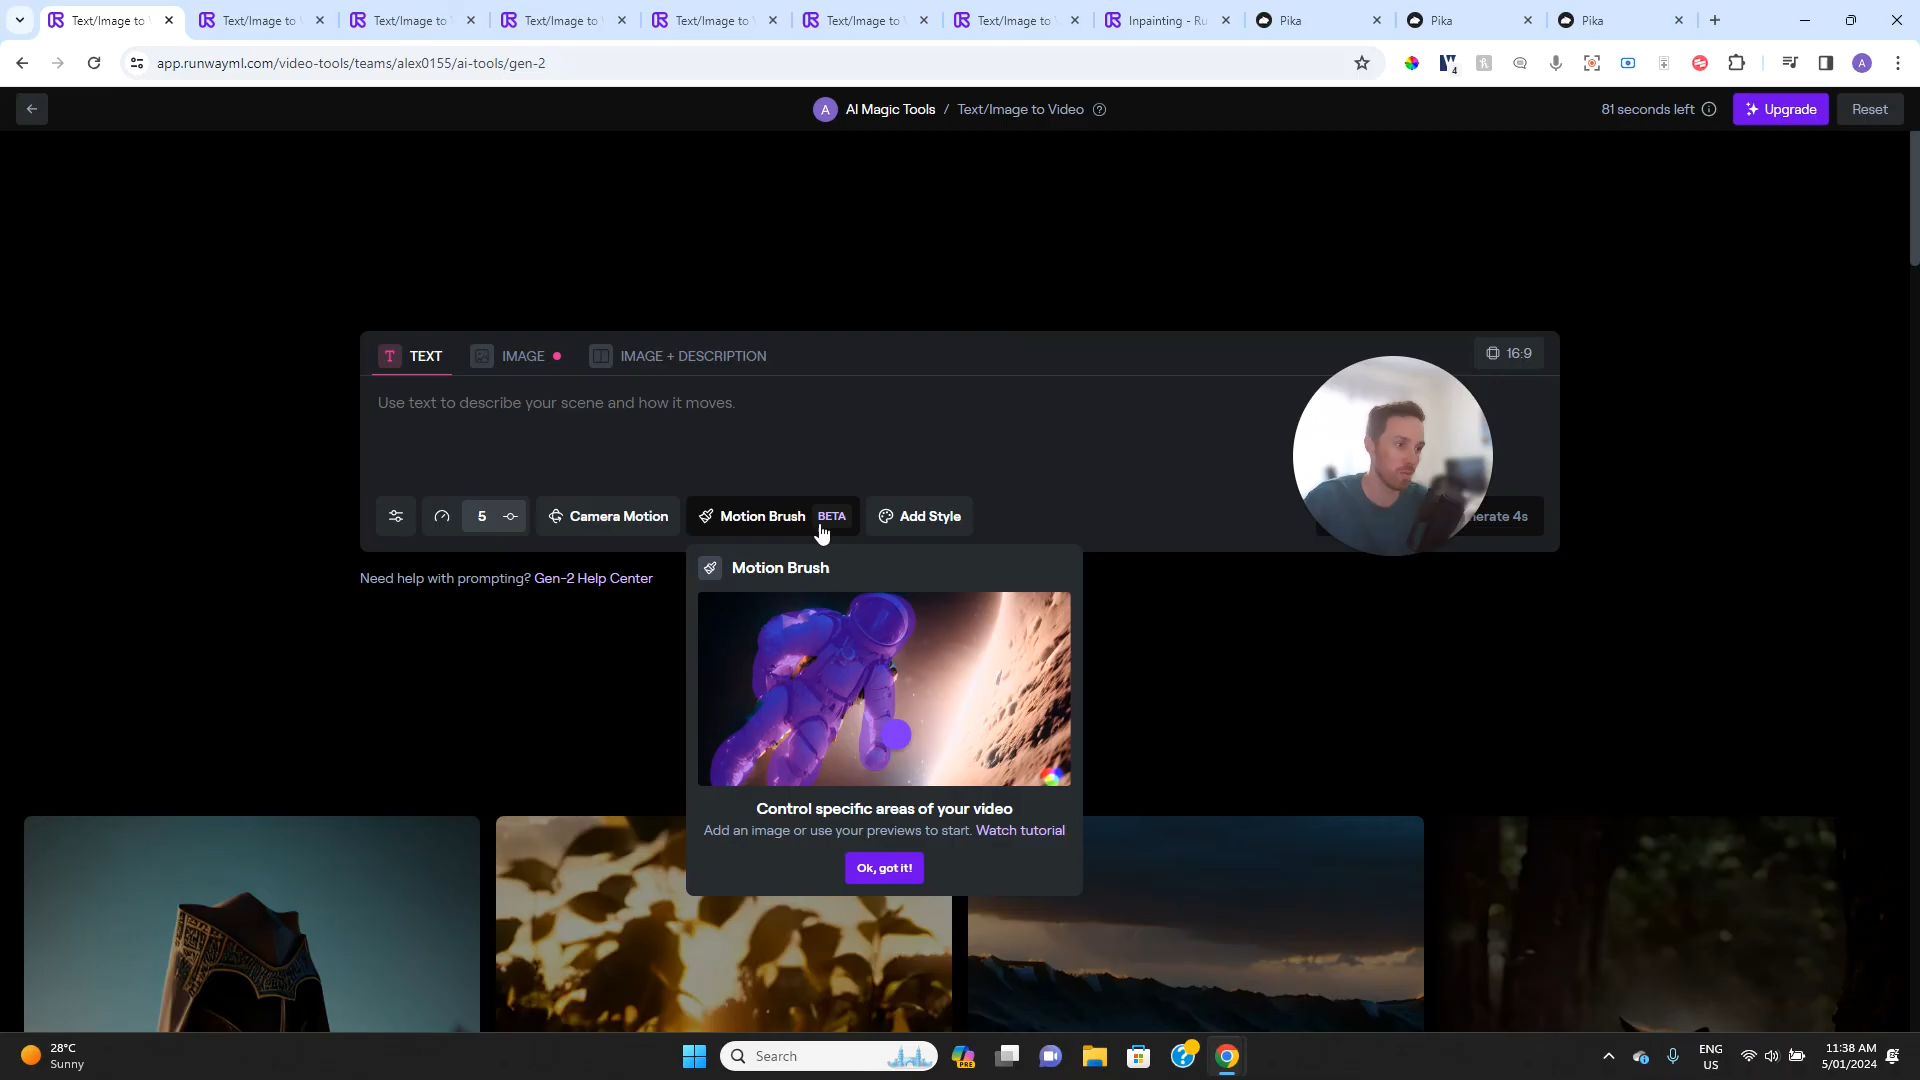 Text/Image to
Text/Image to
Text/Image to
Text/Image to
Text/Image to
Text/Image to
Text/Image to
Inpainting - Ru
Pika
Pika
Pika
app.runwayml.com/video-tools/teams/alex0155/ai-tools/gen-2
4
A
A
AI Magic Tools / Text/Image to Video
81 seconds left
Upgrade
Reset
T TEXT
IMAGE
IMAGE + DESCRIPTION
16:9
Use text to describe your scene and how it moves.
5
Camera Motion
Motion Brush BETA
Add Style
erate 4s
Need help with prompting? Gen-2 Help Center
Motion Brush
Control specific areas of your video
Add an image or use your previews to start. Watch tutorial
Ok, got it!
28°C
Sunny
Search
PRE
ENG
US
11:38 AM
5/01/2024